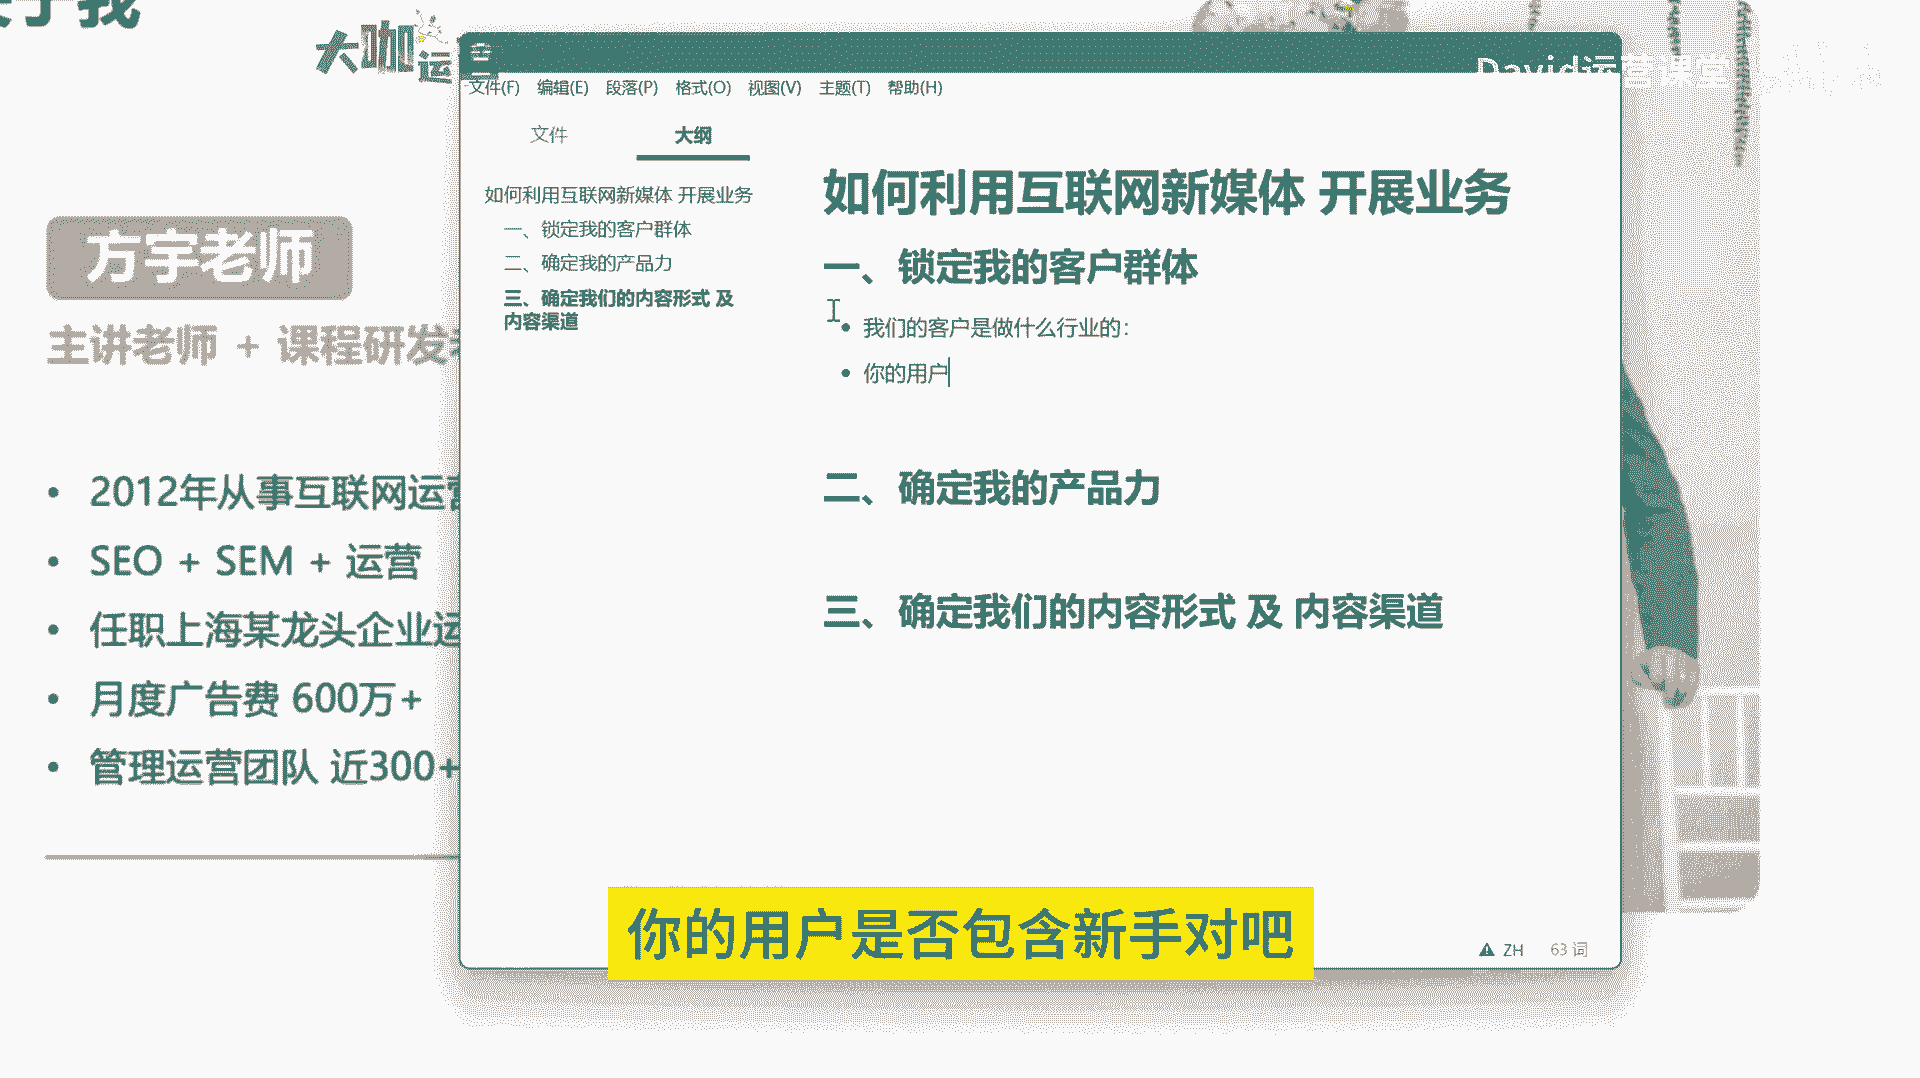 大咖运
David运营课堂
方宇老师
主讲老师 + 课程研发
• 2012年从事互联网运营
• SEO + SEM + 运营
• 任职上海某龙头企业运
• 月度广告费 600万+
• 管理运营团队 近300+
文件(F) 编辑(E) 段落(P) 格式(O) 视图(V) 主题(T) 帮助(H)
文件 大纲
如何利用互联网新媒体 开展业务
一、锁定我的客户群体
二、确定我的产品力
三、确定我们的内容形式 及
内容渠道
如何利用互联网新媒体 开展业务
一、锁定我的客户群体
• 我们的客户是做什么行业的：
• 你的用户
二、确定我的产品力
三、确定我们的内容形式 及 内容渠道
ZH 63 词
你的用户是否包含新手对吧